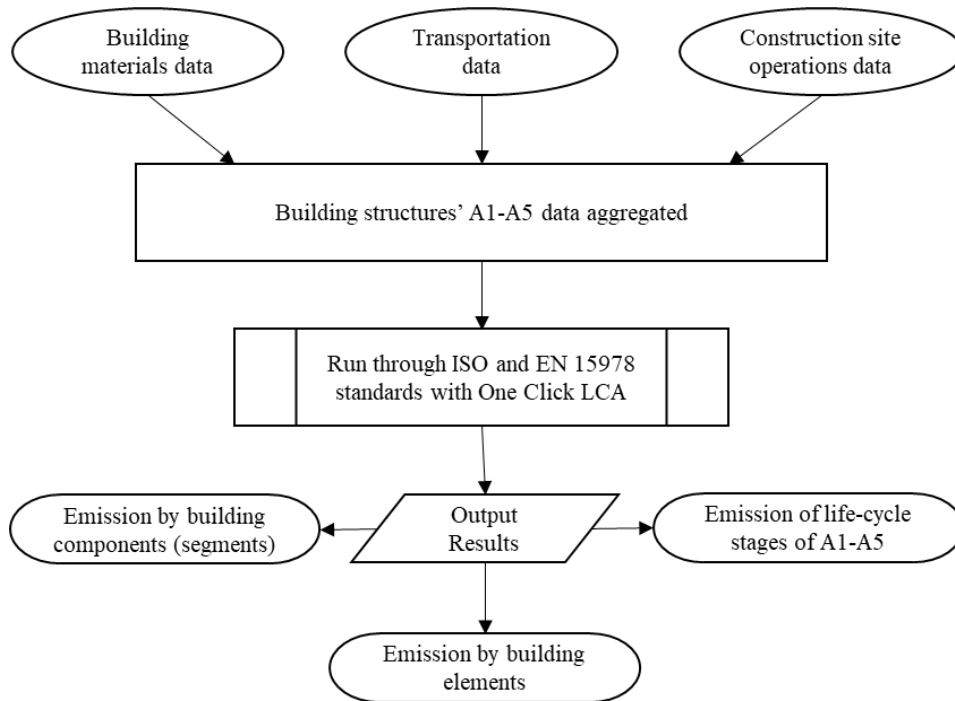 Building
materials data
Transportation
data
Construction site
operations data
Building structures’ A1-A5 data aggregated
Run through ISO and EN 15978
standards with One Click LCA
Emission by building
components (segments)
Output
Results
Emission of life-cycle
stages of A1-A5
Emission by building
elements